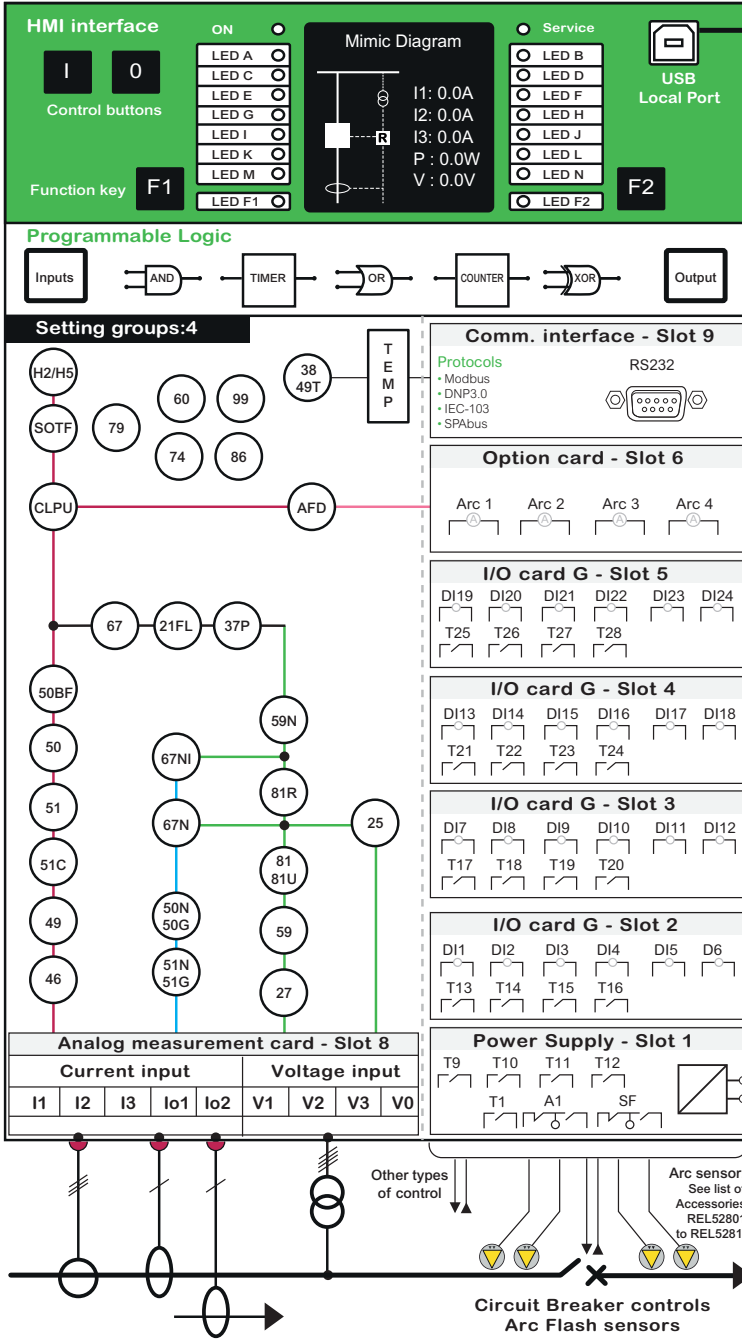 HMI interface
ON
Service
I
0
Control buttons
LED A
LED C
LED E
LED G
LED I
LED K
LED M
LED F1
Mimic Diagram
I1: 0.0A
I2: 0.0A
I3: 0.0A
P : 0.0W
V : 0.0V
R
LED B
LED D
LED F
LED H
LED J
LED L
LED N
LED F2
USB
Local Port
Function key
F1
F2
Programmable Logic
Inputs
AND
TIMER
OR
COUNTER
XOR
Output
Setting groups:4
H2/H5
SOTF
79
60
99
74
86
38
49T
TEMP
CLPU
AFD
67
21FL
37P
50BF
50
51
51C
49
46
67NI
67N
50N
50G
51N
51G
59N
81R
81
81U
59
27
25
Comm. interface - Slot 9
Protocols
• Modbus
• DNP3.0
• IEC-103
• SPAbus
RS232
Option card - Slot 6
Arc 1 Arc 2 Arc 3 Arc 4
A A A A
I/O card G - Slot 5
DI19 DI20 DI21 DI22 DI23 DI24
T25 T26 T27 T28
I/O card G - Slot 4
DI13 DI14 DI15 DI16 DI17 DI18
T21 T22 T23 T24
I/O card G - Slot 3
DI7 DI8 DI9 DI10 DI11 DI12
T17 T18 T19 T20
I/O card G - Slot 2
DI1 DI2 DI3 DI4 DI5 D6
T13 T14 T15 T16
Power Supply - Slot 1
T9 T10 T11 T12
T1 A1 SF
Analog measurement card - Slot 8
Current input Voltage input
I1 I2 I3 Io1 Io2 V1 V2 V3 V0
Other types
of control
Arc sensor
See list of
Accessories
REL52801
to REL5281
Circuit Breaker controls
Arc Flash sensors